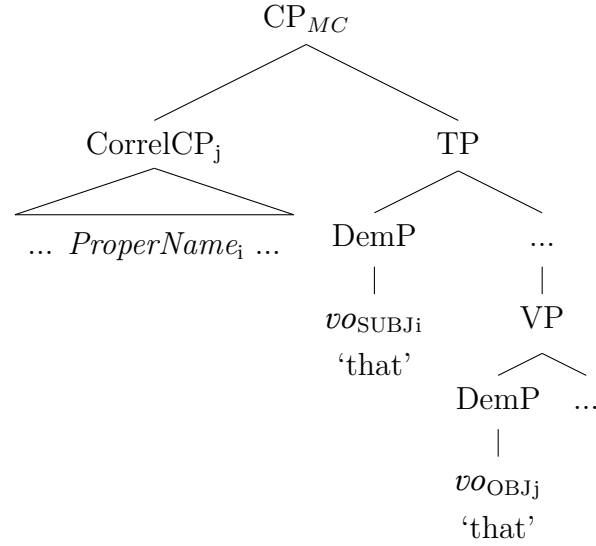 CP_MC
CorrelCP_j TP
... ProperName_i ... DemP ...
vo_SUBJi VP
‘that’
DemP ...
vo_OBJj
‘that’